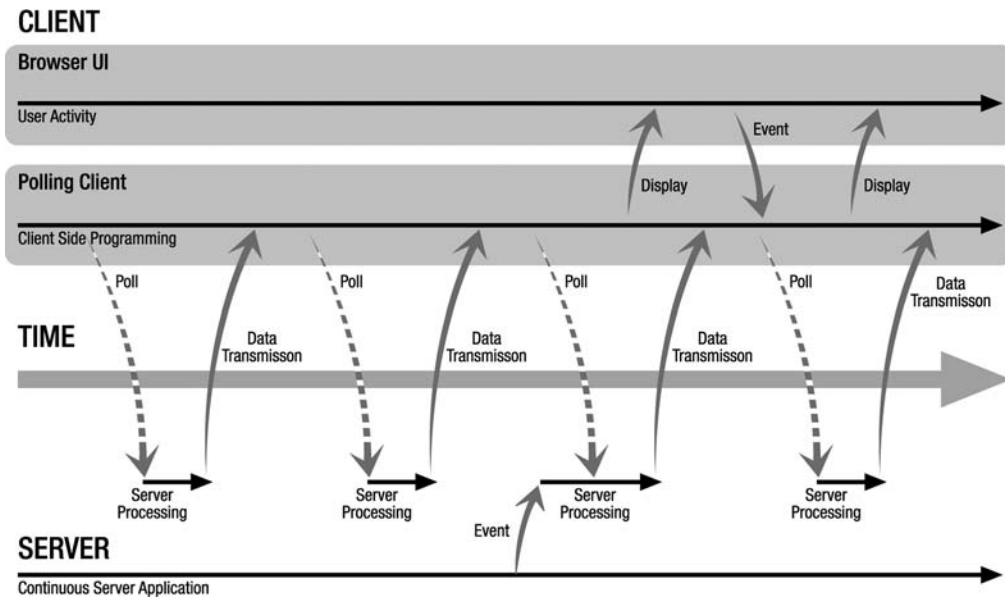 CLIENT
Browser UI
User Activity
Event
Display
Display
Polling Client
Client Side Programming
Poll
Poll
Poll
Poll
Data
Transmisson
TIME
Data
Transmisson
Data
Transmisson
Data
Transmisson
Server
Processing
Server
Processing
Server
Processing
Server
Processing
Event
SERVER
Continuous Server Application